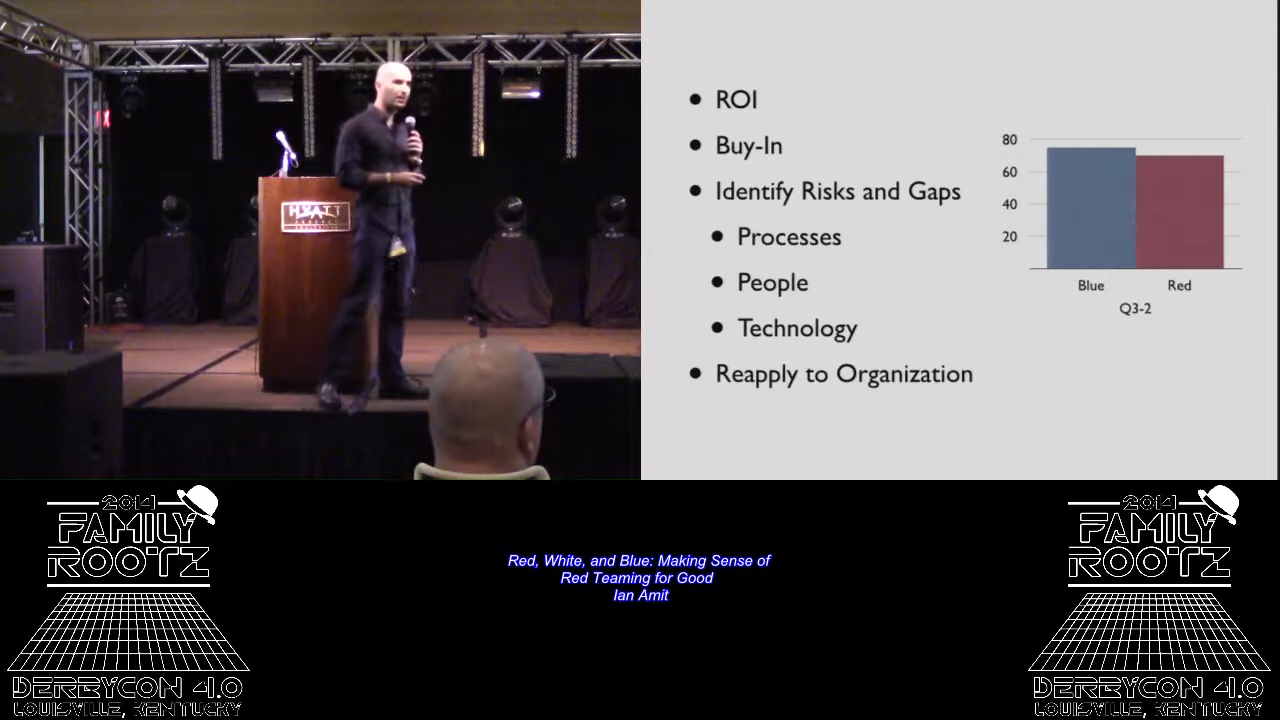 HYATT
ROI
Buy-In
Identify Risks and Gaps
Processes
People
Technology
Reapply to Organization
80
60
40
20
Blue
Red
Q3-2
2014
FAMILY
ROOTZ
DERBYCON 4.0
LOUISVILLE, KENTUCKY
Red, White, and Blue: Making Sense of
Red Teaming for Good
Ian Amit
2014
FAMILY
ROOTZ
DERBYCON 4.0
LOUISVILLE, KENTUCKY